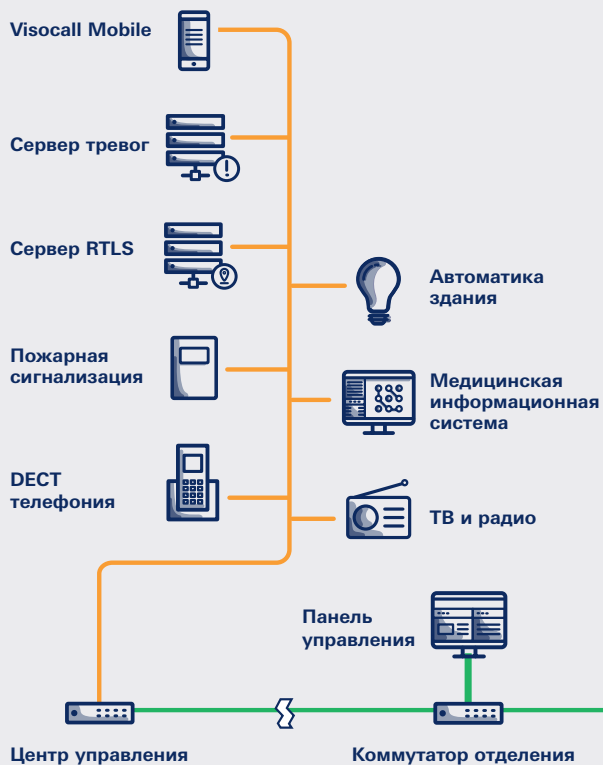 Visocall Mobile
Сервер тревог
Сервер RTLS
Автоматика
здания
Пожарная
сигнализация
Медицинская
информационная
система
DECT
телефония
ТВ и радио
Панель
управления
Центр управления
Коммутатор отделения